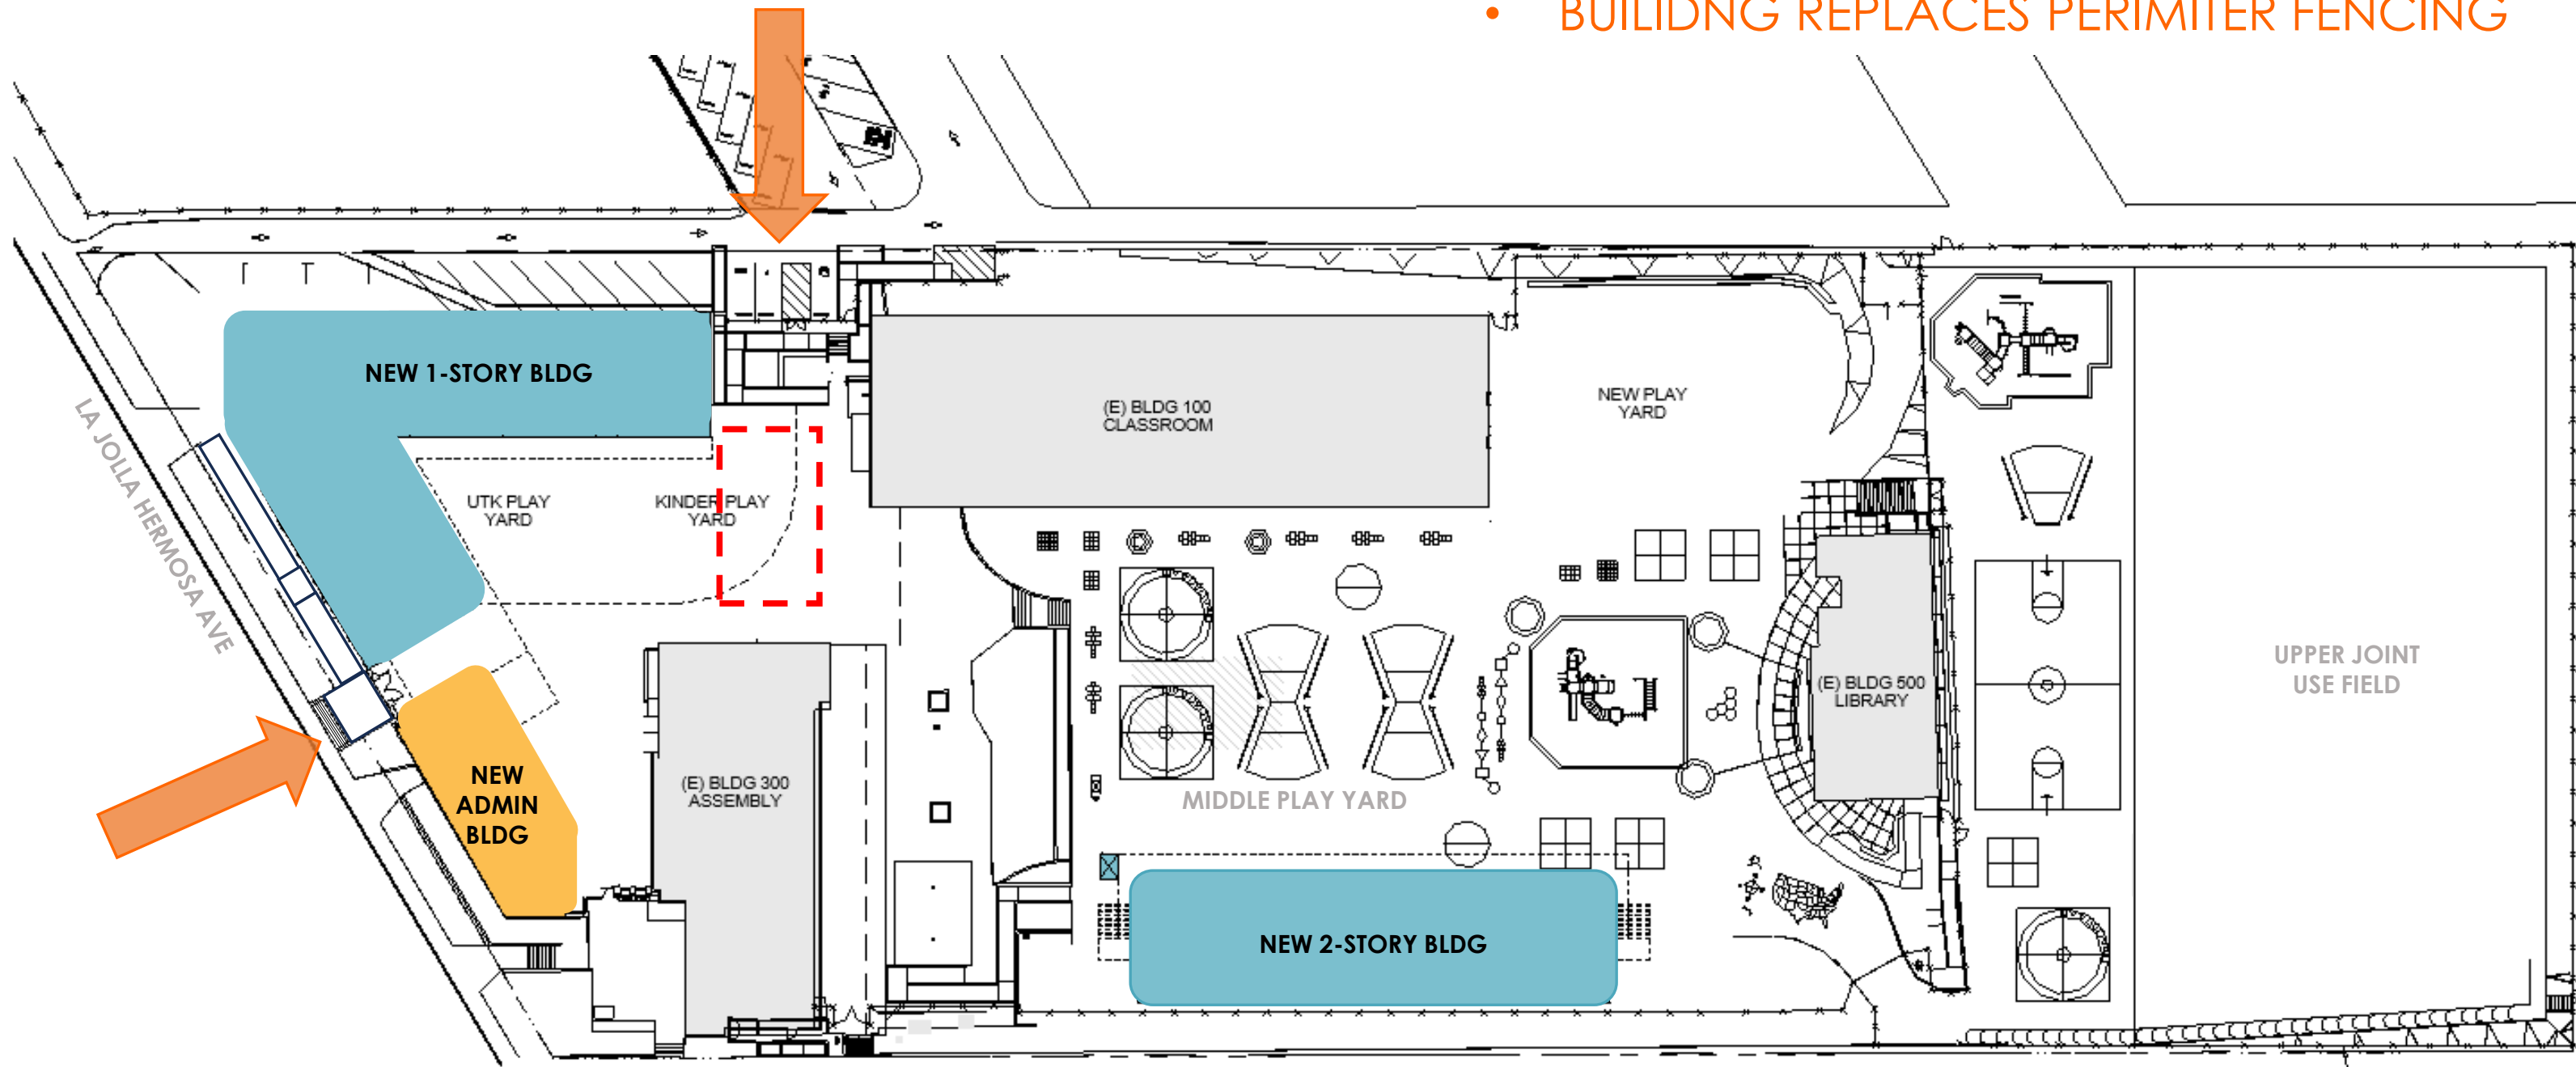 • BUILIDNG REPLACES PERIMITER FENCING
NEW 1-STORY BLDG
(E) BLDG 100
CLASSROOM
NEW PLAY
YARD
LA JOLLA HERMOSA AVE
UTK PLAY
YARD
KINDER PLAY
YARD
UPPER JOINT
USE FIELD
(E) BLDG 500
LIBRARY
NEW
ADMIN
BLDG
(E) BLDG 300
ASSEMBLY
MIDDLE PLAY YARD
NEW 2-STORY BLDG